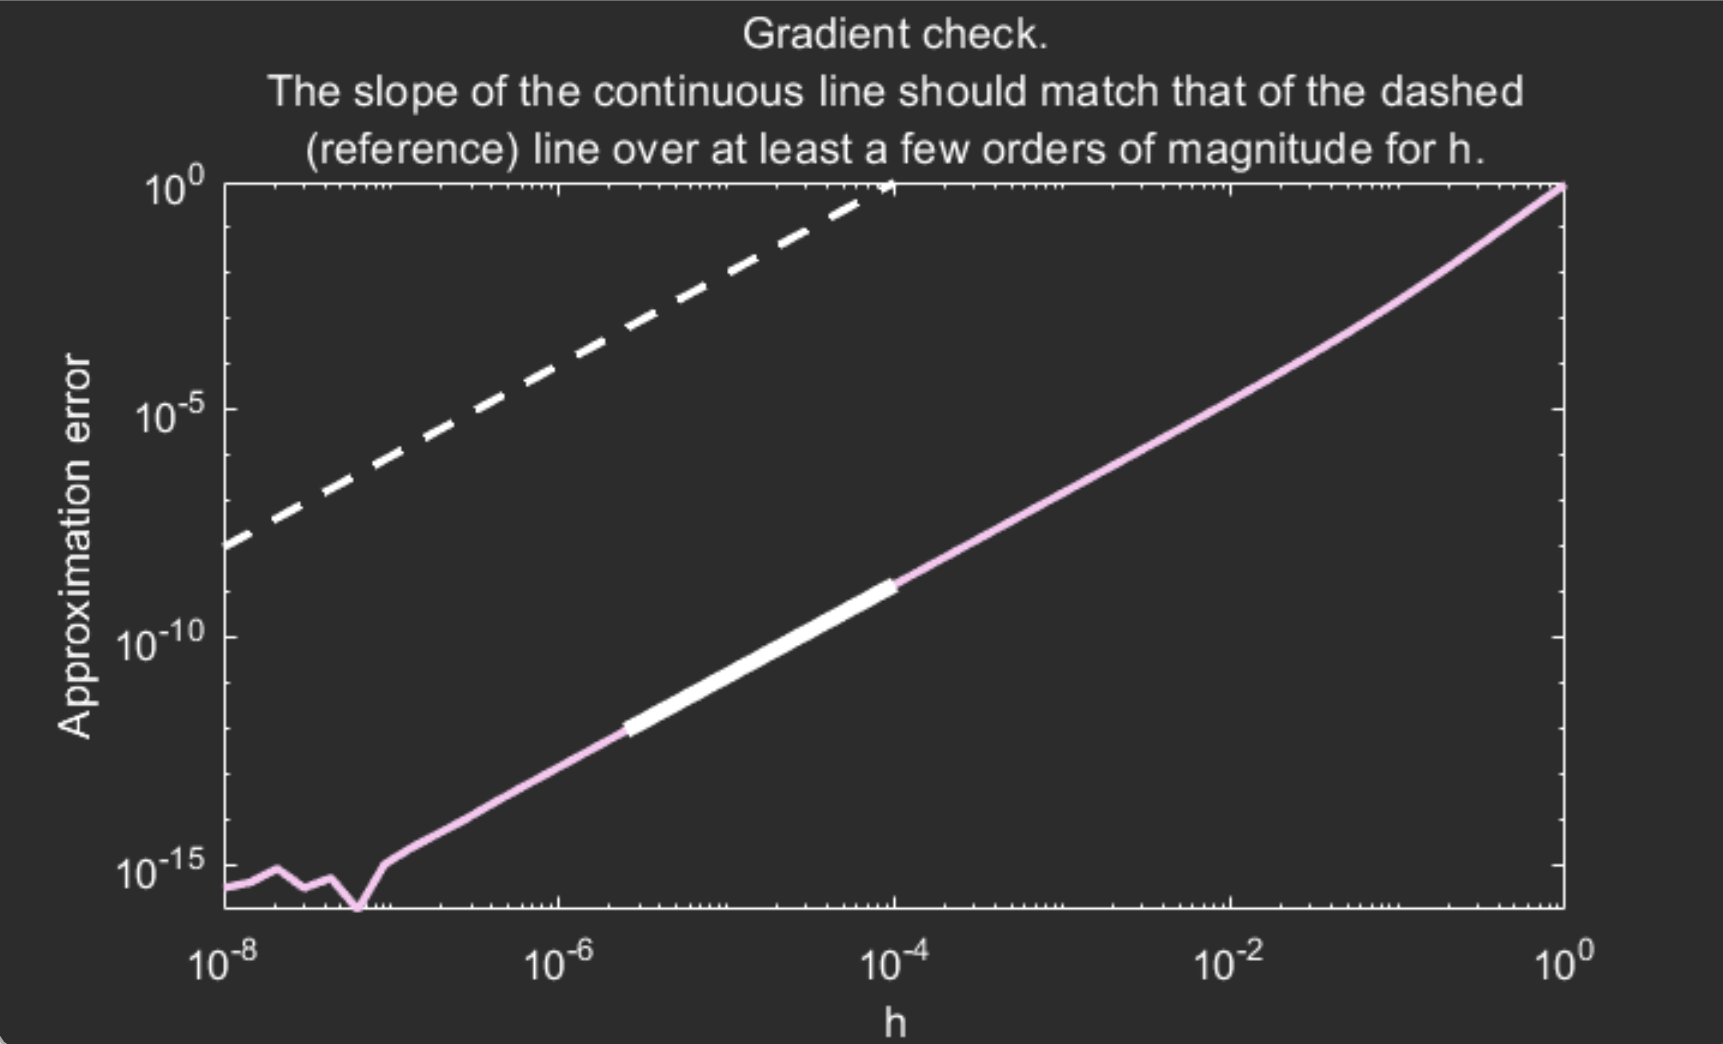 Gradient check.
The slope of the continuous line should match that of the dashed
(reference) line over at least a few orders of magnitude for h.
10^0
10^-5
10^-10
10^-15
Approximation error
10^-8 10^-6 10^-4 10^-2 10^0
h